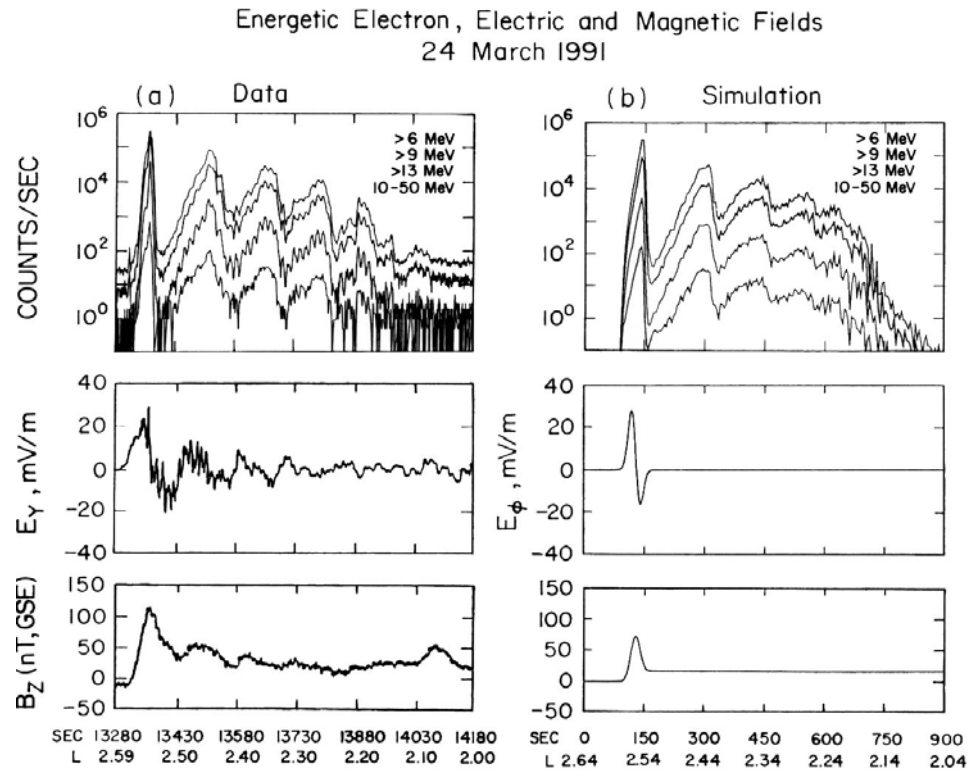 Energetic Electron, Electric and Magnetic Fields
24 March 1991
(a) Data
(b) Simulation
COUNTS/SEC
10^6
10^4
10^2
10^0
>6 MeV
>9 MeV
>13 MeV
10-50 MeV
10^6
10^4
10^2
10^0
>6 MeV
>9 MeV
>13 MeV
10-50 MeV
E_Y, mV/m
40
20
0
-20
-40
E_ϕ, mV/m
40
20
0
-20
-40
B_Z (nT,GSE)
150
100
50
0
-50
150
100
50
0
-50
SEC 13280 13430 13580 13730 13880 14030 14180
L 2.59 2.50 2.40 2.30 2.20 2.10 2.00
SEC 0 150 300 450 600 750 900
L 2.64 2.54 2.44 2.34 2.24 2.14 2.04